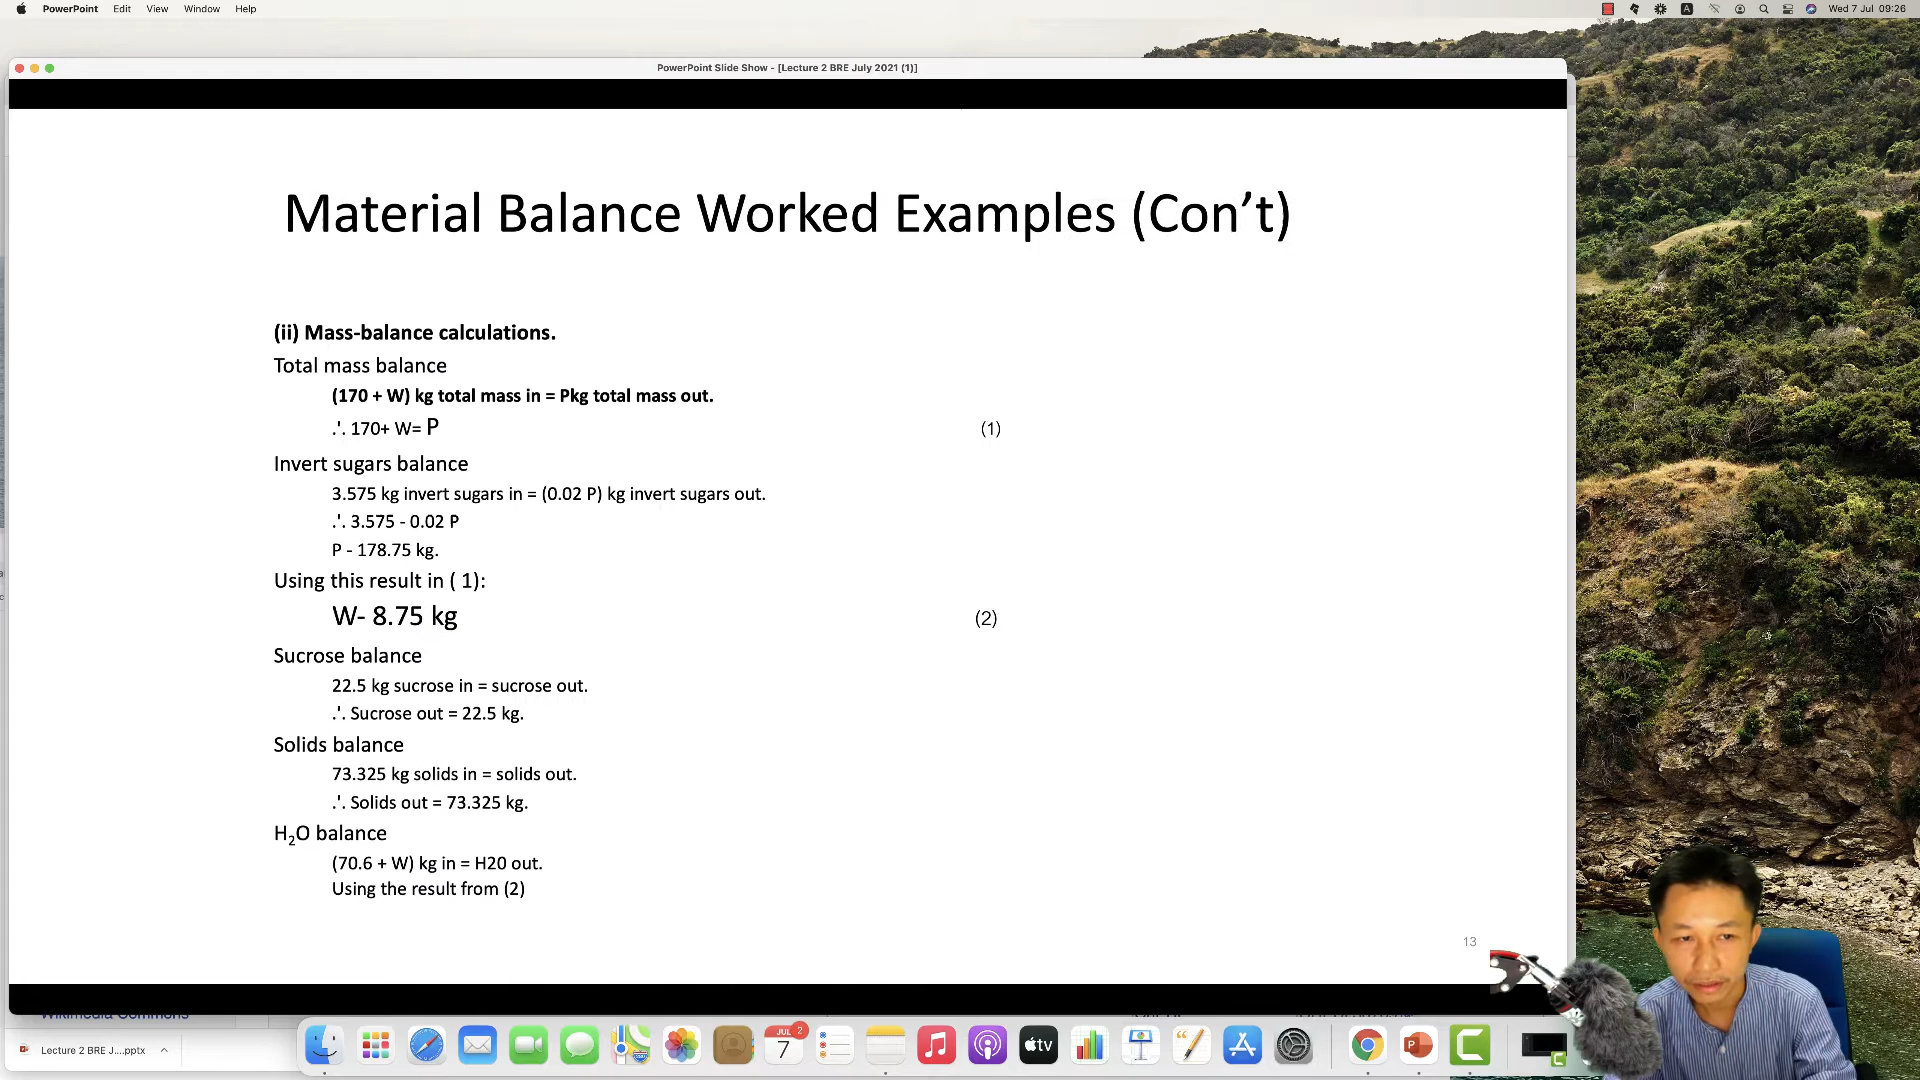 PowerPoint Edit View Window Help
A Wed 7 Jul 09:26
PowerPoint Slide Show - [Lecture 2 BRE July 2021 (1)]
Material Balance Worked Examples (Con’t)
(ii) Mass-balance calculations.
Total mass balance
(170 + W) kg total mass in = Pkg total mass out.
.'. 170+ W= P (1)
Invert sugars balance
3.575 kg invert sugars in = (0.02 P) kg invert sugars out.
.'. 3.575 - 0.02 P
P - 178.75 kg.
Using this result in ( 1):
W- 8.75 kg (2)
Sucrose balance
22.5 kg sucrose in = sucrose out.
.'. Sucrose out = 22.5 kg.
Solids balance
73.325 kg solids in = solids out.
.'. Solids out = 73.325 kg.
H₂O balance
(70.6 + W) kg in = H20 out.
Using the result from (2)
13
Wikimedia Commons
Lecture 2 BRE J....pptx
JUL 2
7
tv